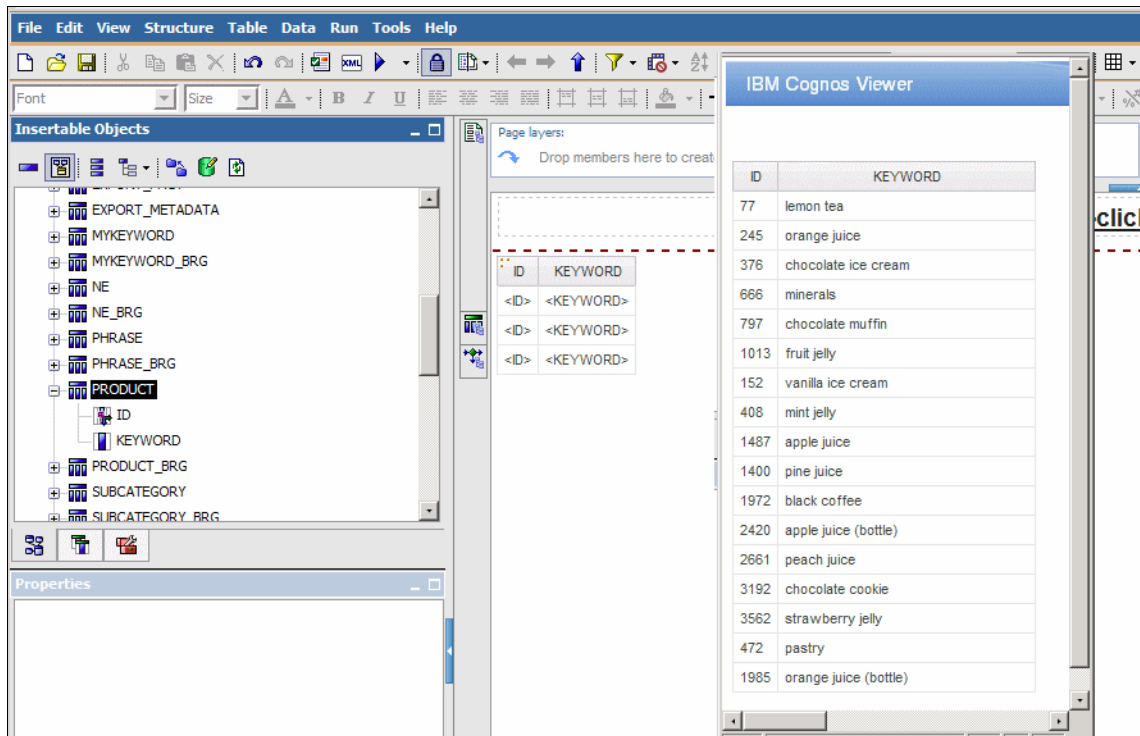 File Edit View Structure Table Data Run Tools Help
XML
Font Size A B I U
Insertable Objects
EXPORT_METADATA
MYKEYWORD
MYKEYWORD_BRG
NE
NE_BRG
PHRASE
PHRASE_BRG
PRODUCT
ID
KEYWORD
PRODUCT_BRG
SUBCATEGORY
SUBCATEGORY_BRG
Properties
Page layers:
Drop members here to creat
-click
ID KEYWORD
<ID> <KEYWORD>
<ID> <KEYWORD>
<ID> <KEYWORD>
IBM Cognos Viewer
ID KEYWORD
77 lemon tea
245 orange juice
376 chocolate ice cream
666 minerals
797 chocolate muffin
1013 fruit jelly
152 vanilla ice cream
408 mint jelly
1487 apple juice
1400 pine juice
1972 black coffee
2420 apple juice (bottle)
2661 peach juice
3192 chocolate cookie
3562 strawberry jelly
472 pastry
1985 orange juice (bottle)